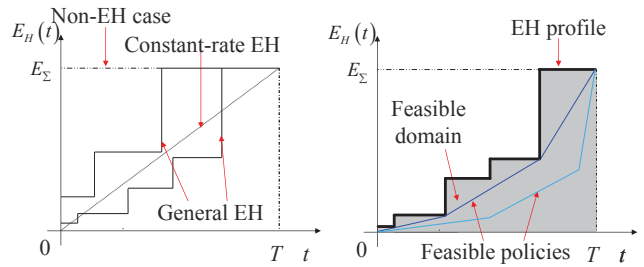 E_H(t)
Non-EH case
Constant-rate EH
E_Σ
General EH
0
T
t
E_H(t)
EH profile
E_Σ
Feasible
domain
Feasible policies
0
T
t